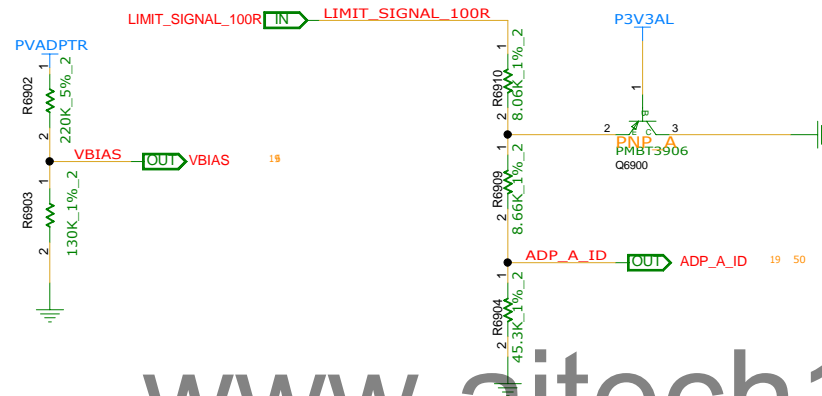 LIMIT_SIGNAL_100R IN LIMIT_SIGNAL_100R
P3V3AL
PVADPTR
1
R6902
220K_5%_2
2
VBIAS OUT VBIAS
1
R6903
130K_1%_2
2
1
R6910
8.06K_1%_2
2
1
B
2 E C 3
PNP_A
PMBT3906
Q6900
1
R6909
8.66K_1%_2
2
ADP_A_ID OUT ADP_A_ID 19 50
1
R6904
45.3K_1%_2
2